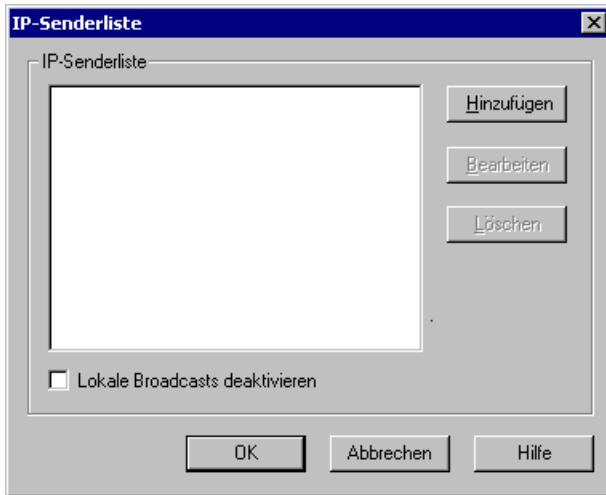 IP-Senderliste
IP-Senderliste
Hinzufügen
Bearbeiten
Löschen
Lokale Broadcasts deaktivieren
OK
Abbrechen
Hilfe